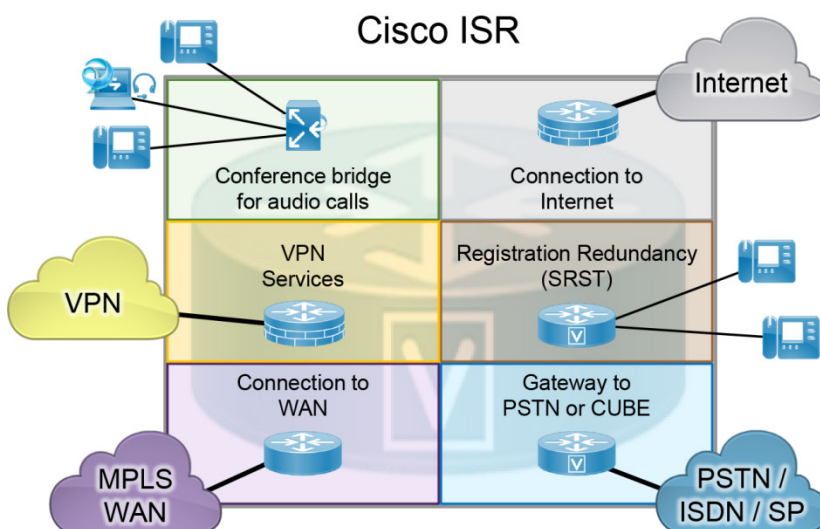 Cisco ISR
Internet
Conference bridge
for audio calls
Connection to
Internet
VPN
VPN
Services
Registration Redundancy
(SRST)
V
Connection to
WAN
Gateway to
PSTN or CUBE
V
V
MPLS
WAN
PSTN /
ISDN / SP